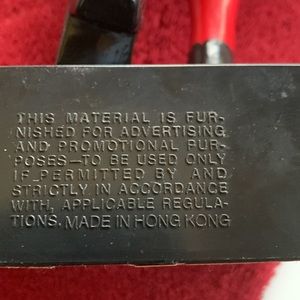 THIS MATERIAL IS FUR-
NISHED FOR ADVERTISING
AND PROMOTIONAL PUR-
POSES—TO BE USED ONLY
IF PERMITTED BY AND
STRICTLY IN ACCORDANCE
WITH, APPLICABLE REGULA-
TIONS. MADE IN HONG KONG